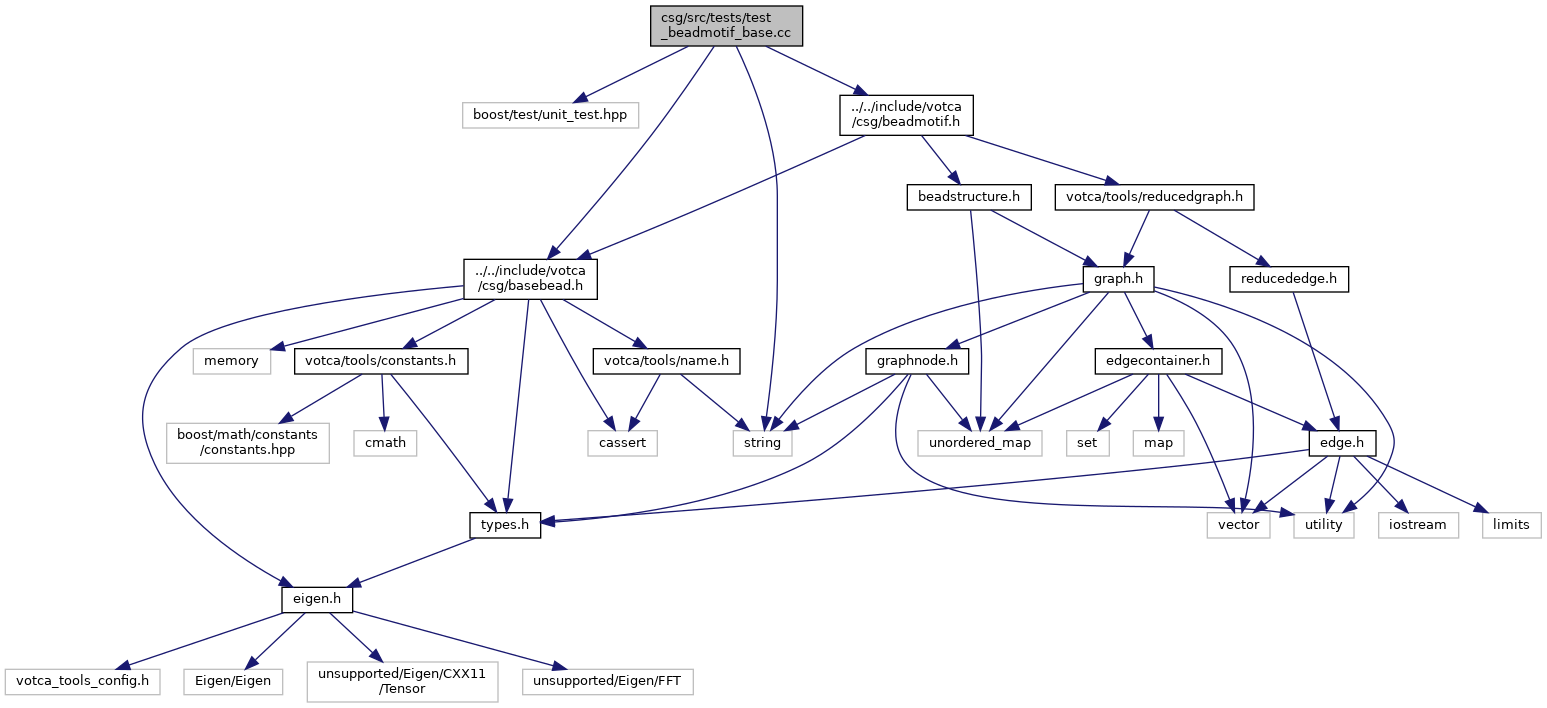 csg/src/tests/test
_beadmotif_base.cc
boost/test/unit_test.hpp
../../include/votca
/csg/beadmotif.h
beadstructure.h
votca/tools/reducedgraph.h
../../include/votca
/csg/basebead.h
graph.h
reducededge.h
memory
votca/tools/constants.h
votca/tools/name.h
graphnode.h
edgecontainer.h
boost/math/constants
/constants.hpp
cmath
cassert
string
unordered_map
set
map
edge.h
types.h
vector
utility
iostream
limits
eigen.h
votca_tools_config.h
Eigen/Eigen
unsupported/Eigen/CXX11
/Tensor
unsupported/Eigen/FFT